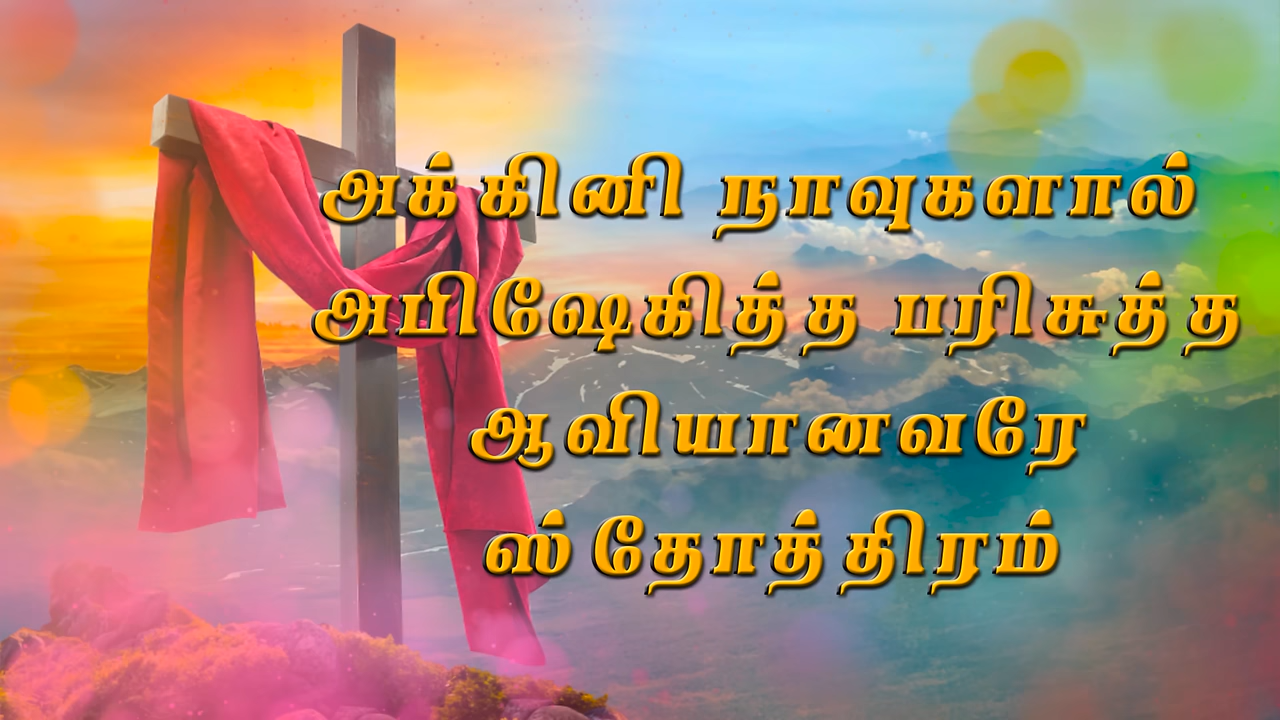 அக்கினி நாவுகளால்
அபிஷேகித்த பரிசுத்த
ஆவியானவரே
ஸ்தோத்திரம்